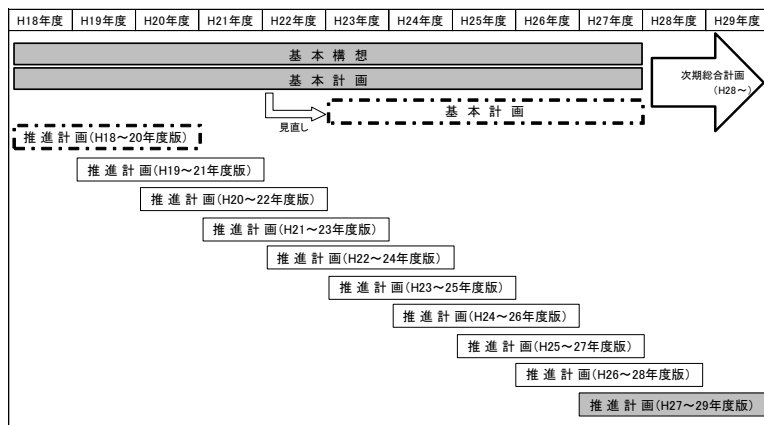 H18年度 H19年度 H20年度 H21年度 H22年度 H23年度 H24年度 H25年度 H26年度 H27年度 H28年度 H29年度
基 本 構 想
基 本 計 画
次期総合計画
(H28～)
基 本 計 画
見直し
推 進 計 画(H18～20年度版)
推 進 計 画(H19～21年度版)
推 進 計 画(H20～22年度版)
推 進 計 画(H21～23年度版)
推 進 計 画(H22～24年度版)
推 進 計 画(H23～25年度版)
推 進 計 画(H24～26年度版)
推 進 計 画(H25～27年度版)
推 進 計 画(H26～28年度版)
推 進 計 画(H27～29年度版)